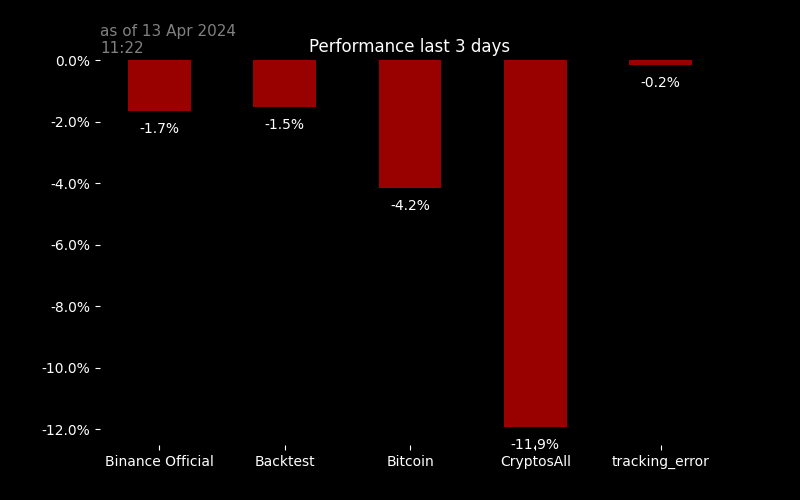 as of 13 Apr 2024
11:22
Performance last 3 days
0.0%
-2.0%
-4.0%
-6.0%
-8.0%
-10.0%
-12.0%
-1.7%
-1.5%
-4.2%
-11.9%
-0.2%
Binance Official
Backtest
Bitcoin
CryptosAll
tracking_error